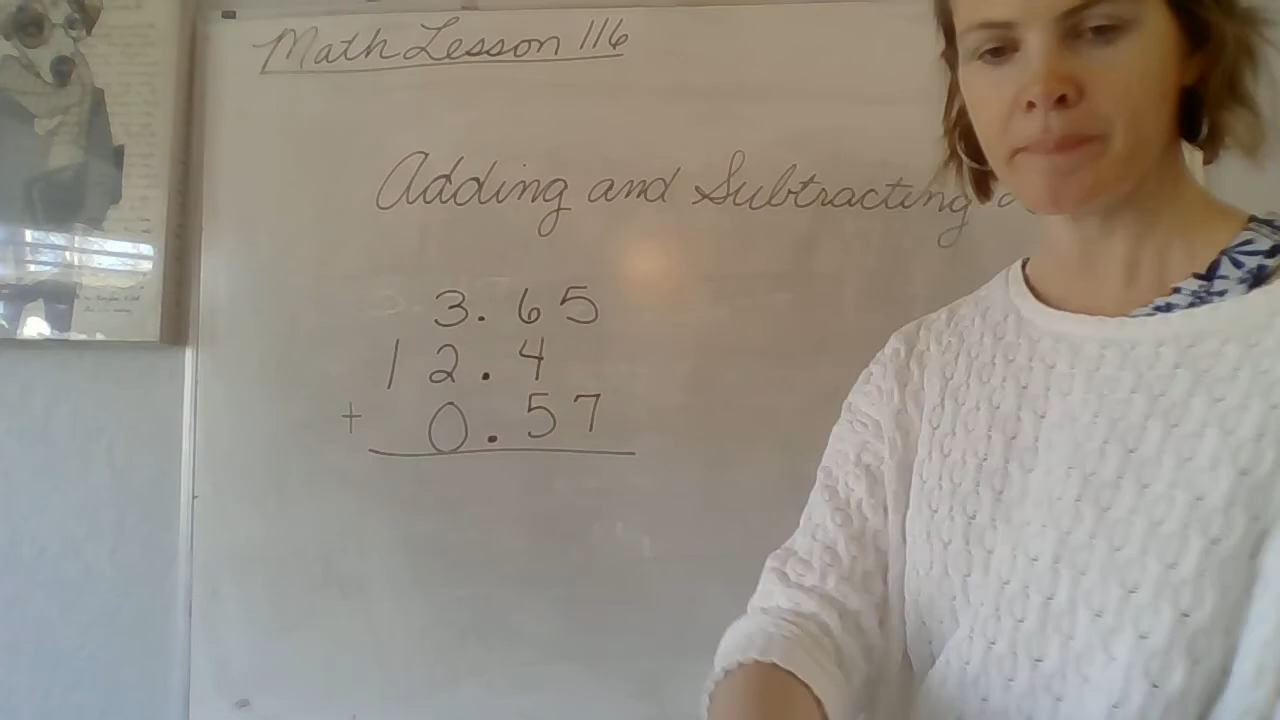 Math Lesson 116
Adding and Subtracting
3.65
12.4
+ 0.57